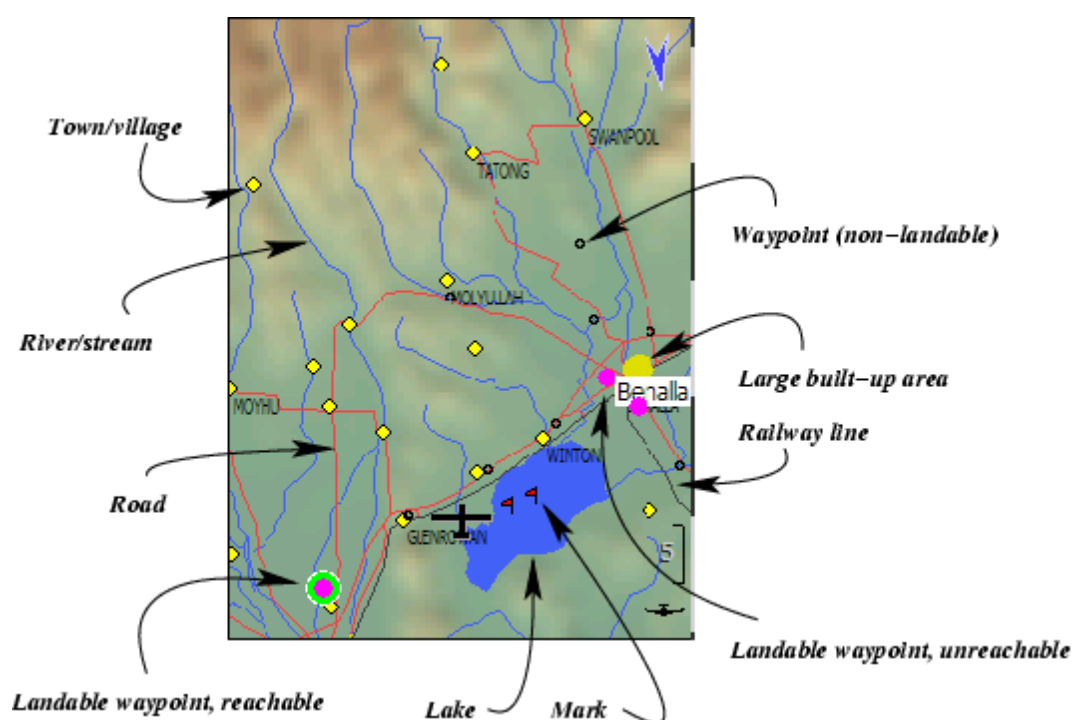 Town/village
SWANPOOL
TATONG
Waypoint (non-landable)
MOLYULLAH
River/stream
Large built-up area
Benalla
MOYHU
Railway line
WINTON
Road
GLENROWAN
5
Landable waypoint, unreachable
Landable waypoint, reachable
Lake
Mark